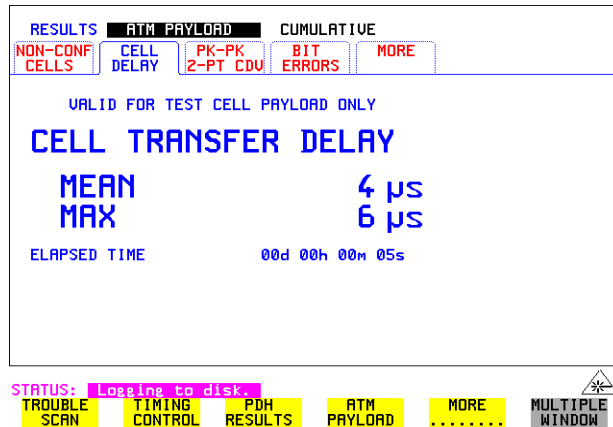 RESULTS ATM PAYLOAD CUMULATIVE
NON-CONF CELL PK-PK BIT MORE
CELLS DELAY 2-PT CDV ERRORS
VALID FOR TEST CELL PAYLOAD ONLY
CELL TRANSFER DELAY
MEAN 4 µs
MAX 6 µs
ELAPSED TIME 00d 00h 00m 05s
STATUS: Logging to disk.
TROUBLE TIMING PDH ATM MORE MULTIPLE
SCAN CONTROL RESULTS PAYLOAD ........ WINDOW